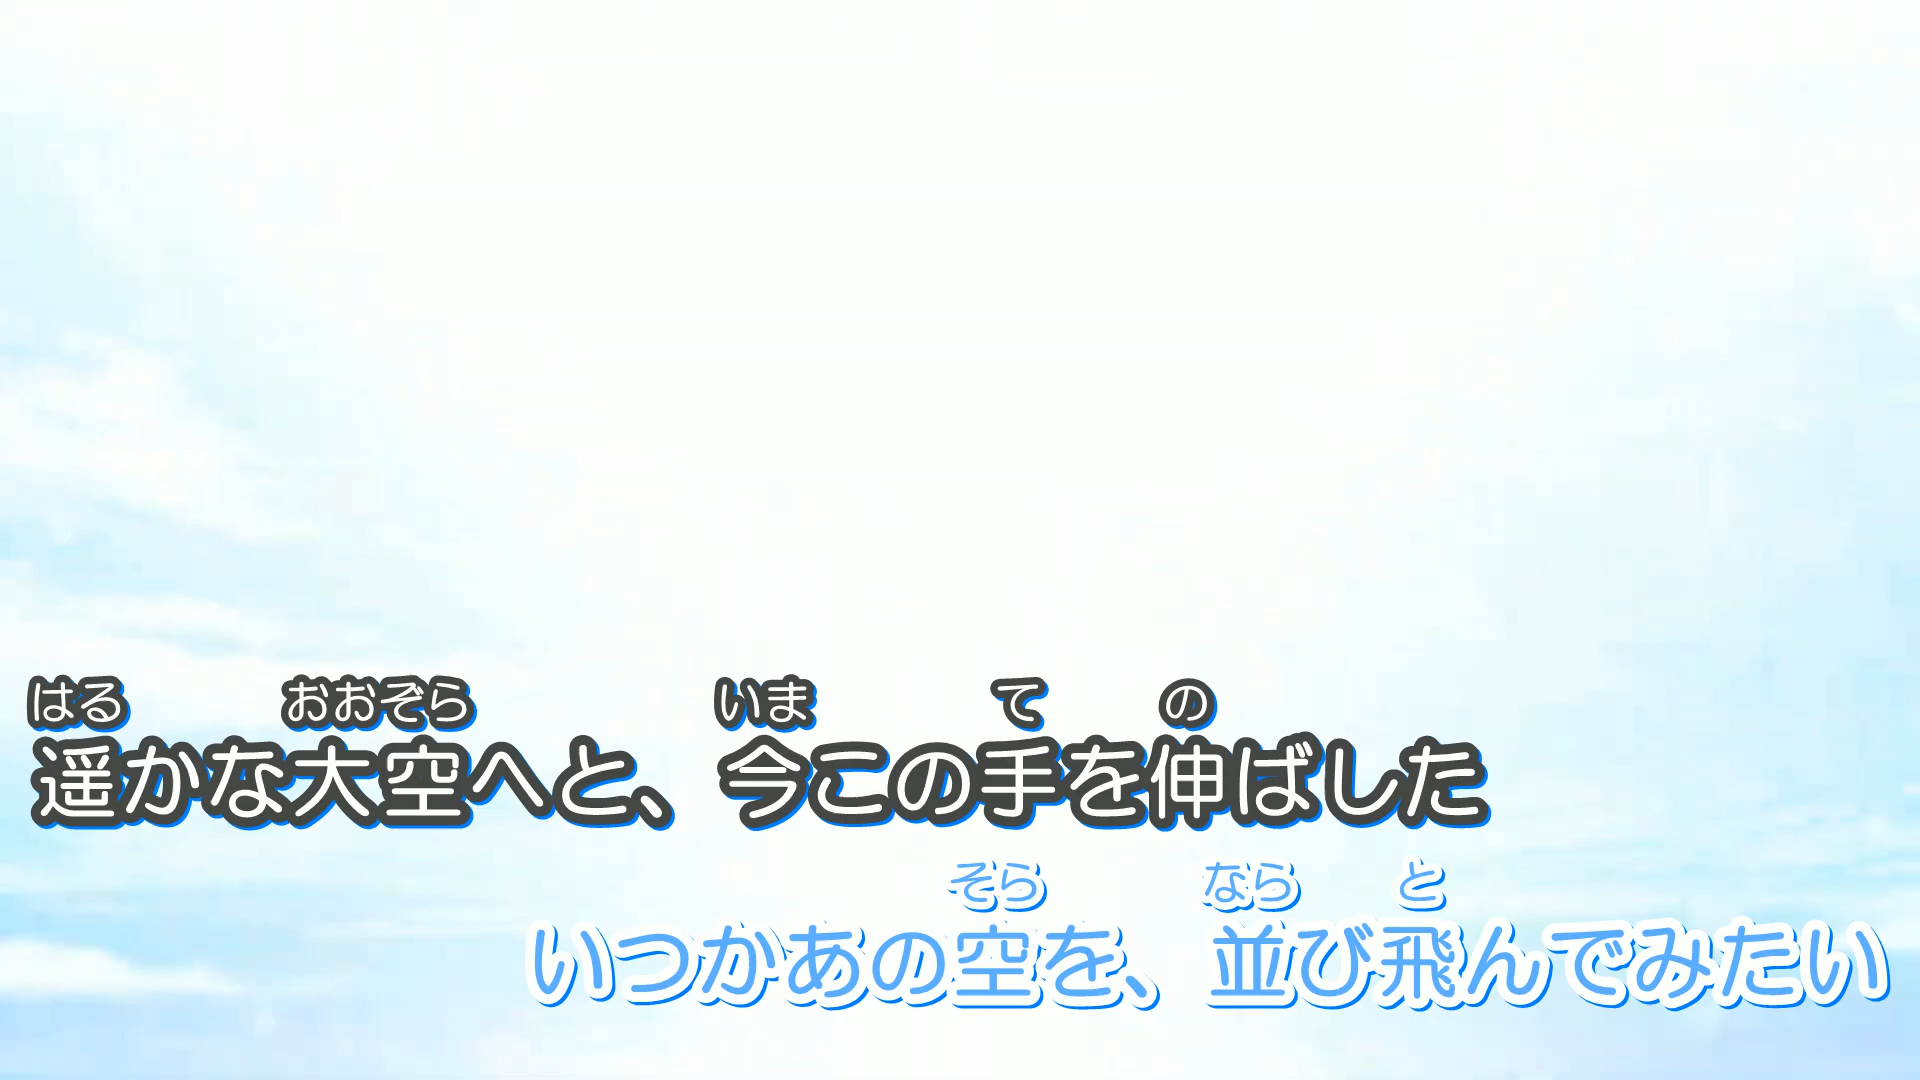 はる おおぞら いま て の
遥かな大空へと、今この手を伸ばした
そら なら と
いつかあの空を、並び飛んでみたい